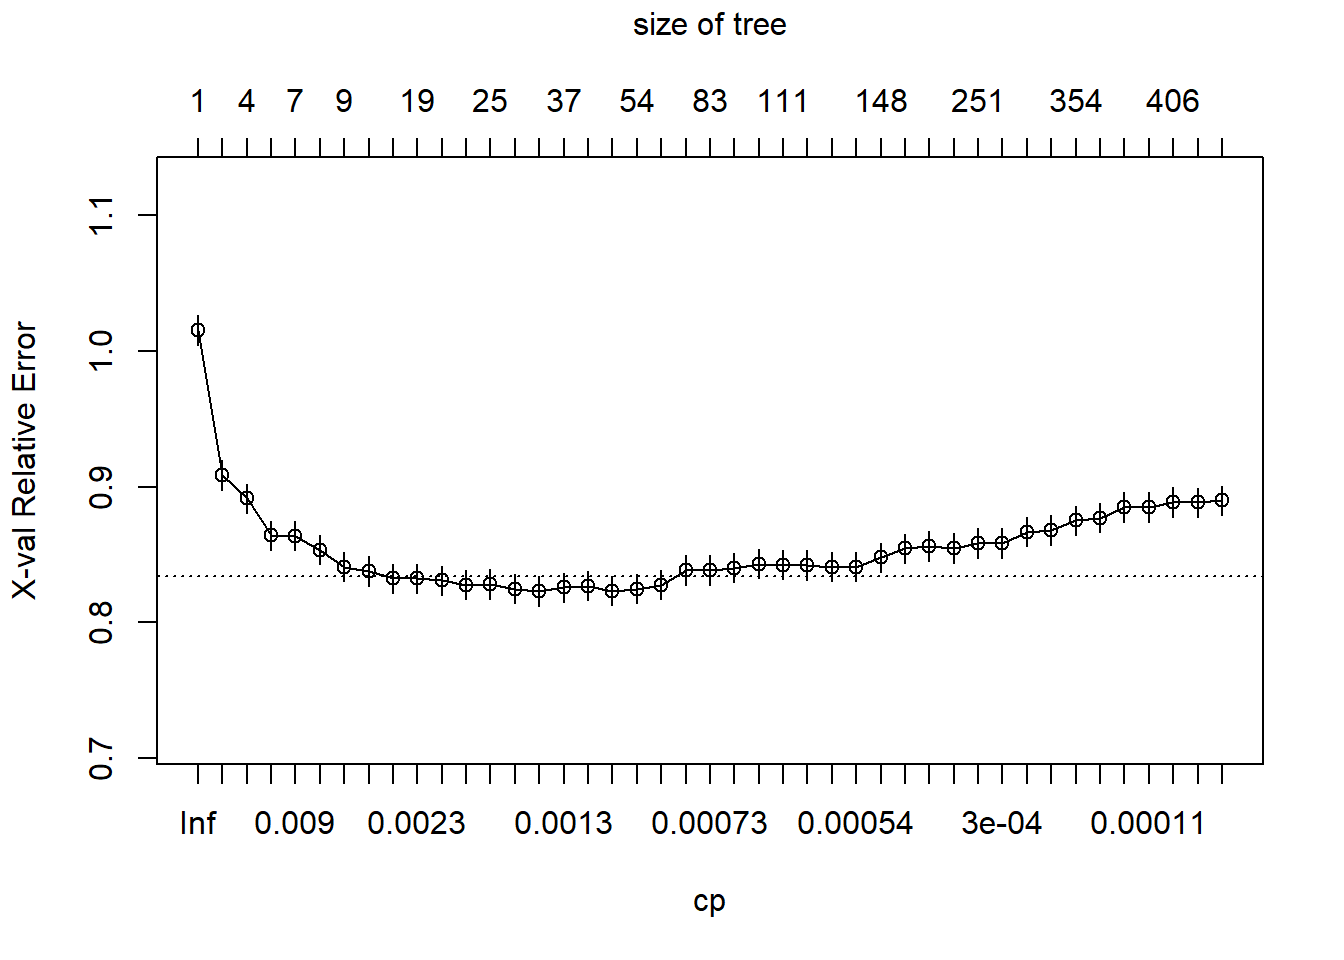 size of tree
1 4 7 9 19 25 37 54 83 111 148 251 354 406
X-val Relative Error
1.1
1.0
0.9
0.8
0.7
Inf 0.009 0.0023 0.0013 0.00073 0.00054 3e-04 0.00011
cp